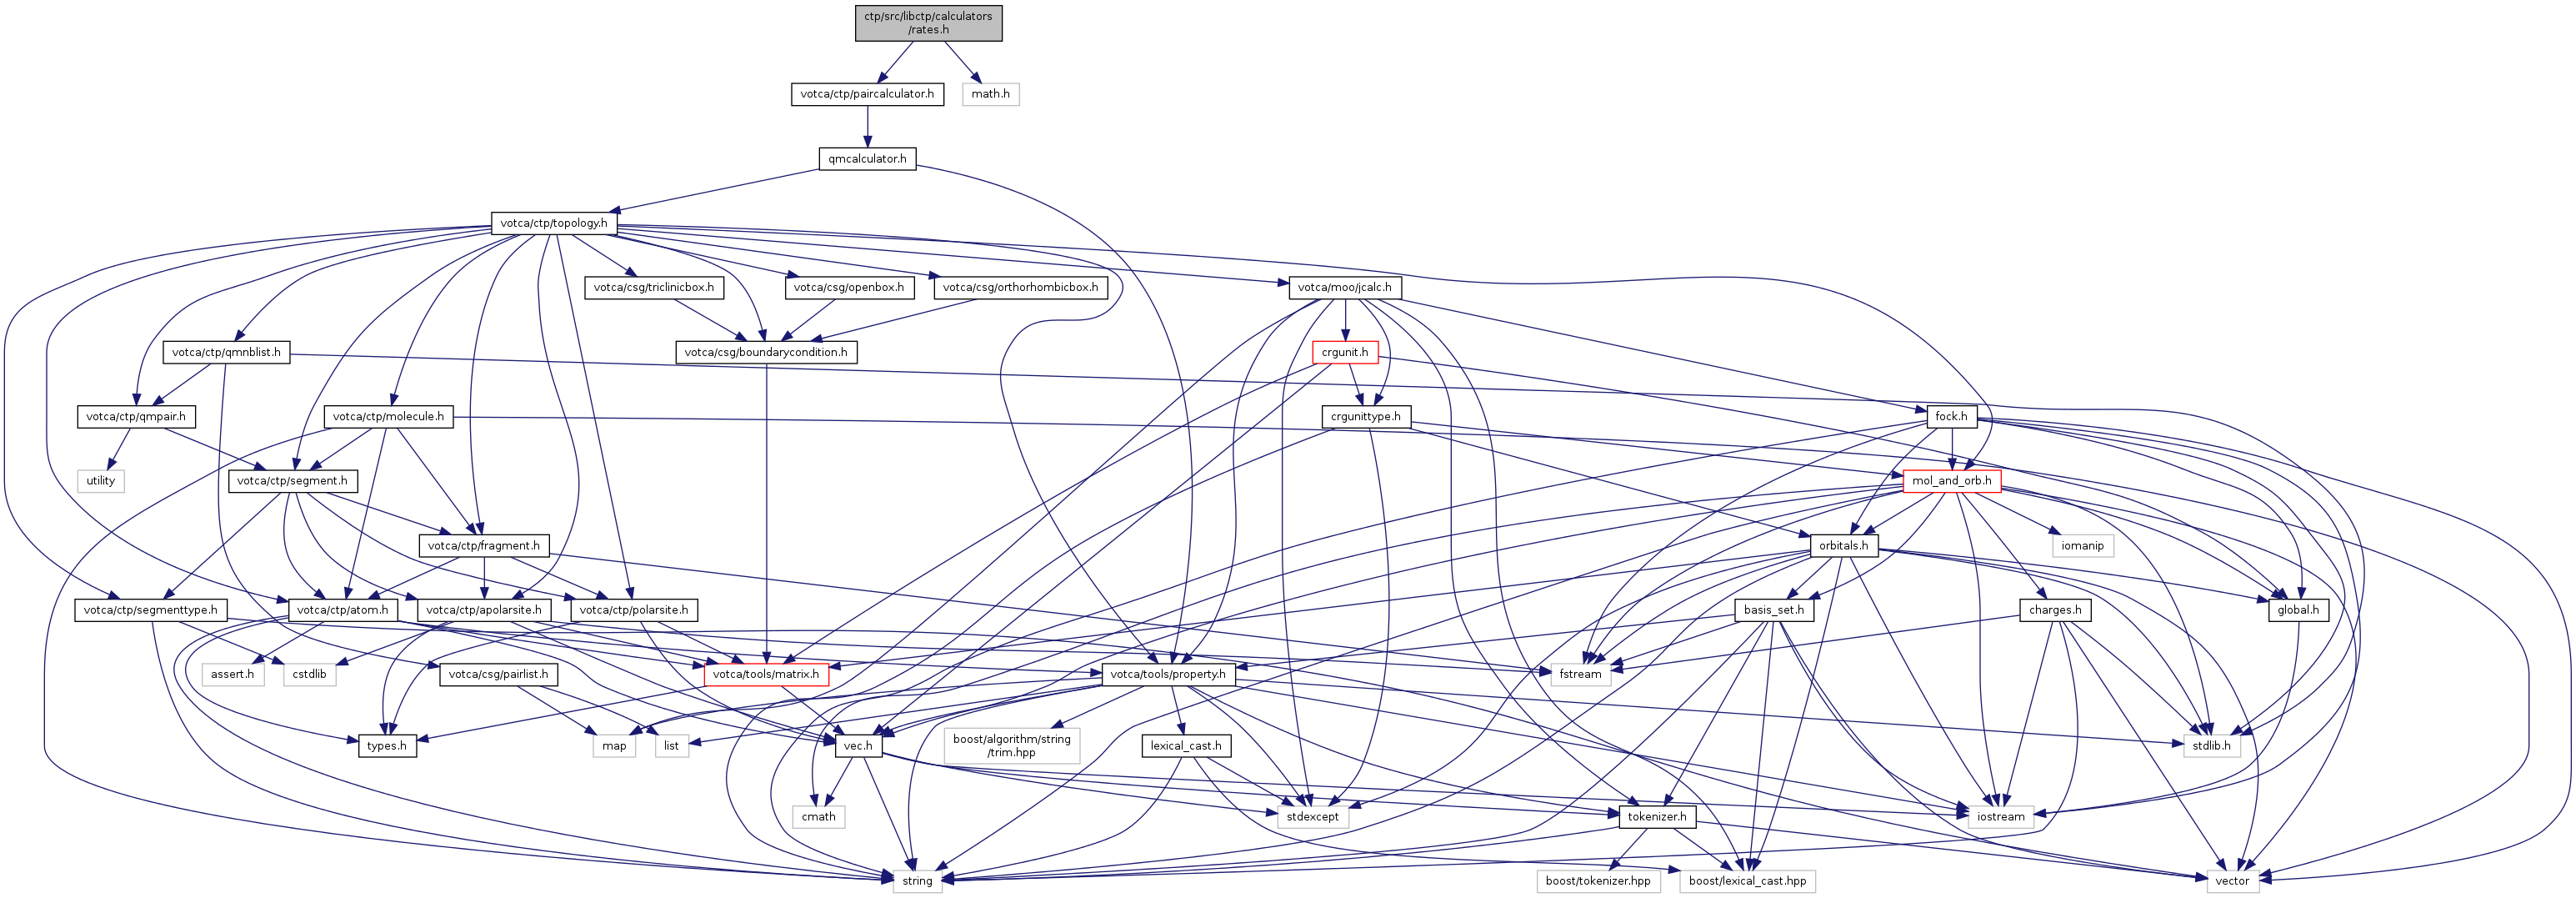 ctp/src/libctp/calculators
/rates.h
votca/ctp/paircalculator.h
math.h
qmcalculator.h
votca/ctp/topology.h
votca/csg/triclinicbox.h
votca/csg/openbox.h
votca/csg/orthorhombicbox.h
votca/moo/jcalc.h
votca/ctp/qmnblist.h
votca/csg/boundarycondition.h
crgunit.h
votca/ctp/qmpair.h
votca/ctp/molecule.h
crgunittype.h
fock.h
utility
votca/ctp/segment.h
mol_and_orb.h
votca/ctp/fragment.h
orbitals.h
iomanip
votca/ctp/segmenttype.h
votca/ctp/atom.h
votca/ctp/apolarsite.h
votca/ctp/polarsite.h
basis_set.h
charges.h
global.h
assert.h
cstdlib
votca/csg/pairlist.h
votca/tools/matrix.h
votca/tools/property.h
fstream
types.h
map
list
vec.h
boost/algorithm/string
/trim.hpp
lexical_cast.h
stdlib.h
cmath
stdexcept
tokenizer.h
iostream
string
boost/tokenizer.hpp
boost/lexical_cast.hpp
vector